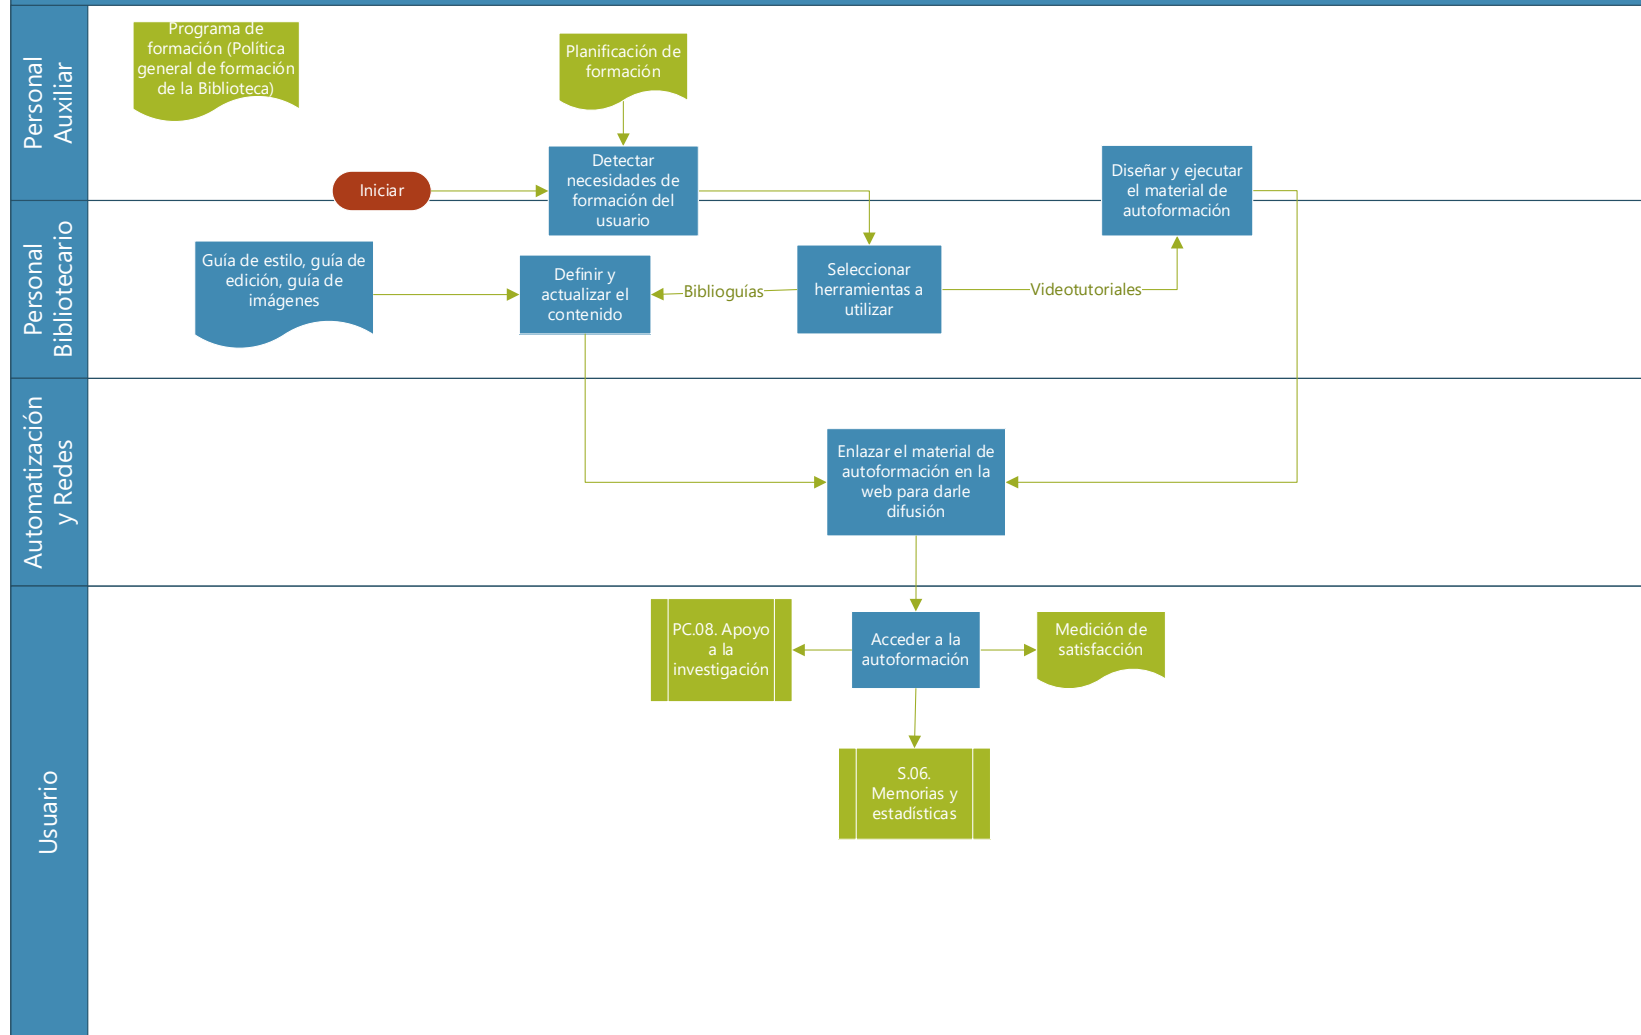 Personal
Auxiliar
Programa de
formación (Política
general de formación
de la Biblioteca)
Planificación de
formación
Iniciar
Detectar
necesidades de
formación del
usuario
Diseñar y ejecutar
el material de
autoformación
Personal
Bibliotecario
Guía de estilo, guía de
edición, guía de
imágenes
Definir y
actualizar el
contenido
Biblioguías
Seleccionar
herramientas a
utilizar
Videotutoriales
Automatización
y Redes
Enlazar el material de
autoformación en la
web para darle
difusión
Usuario
PC.08. Apoyo
a la
investigación
Acceder a la
autoformación
Medición de
satisfacción
S.06.
Memorias y
estadísticas